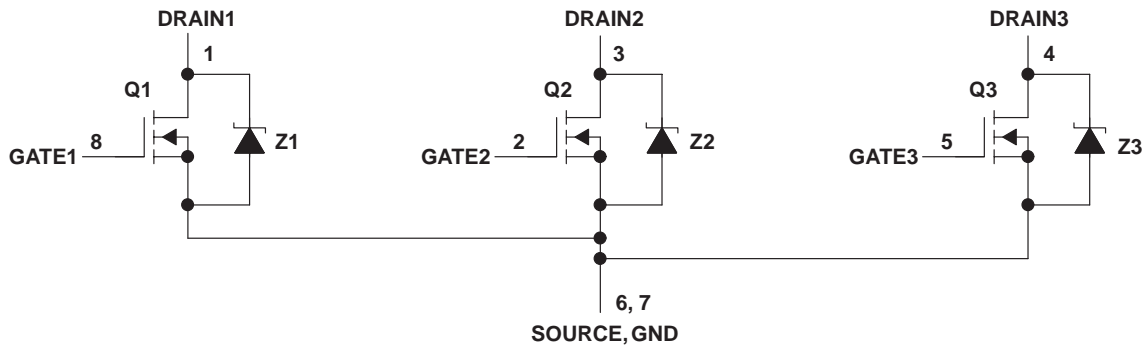 DRAIN1
DRAIN2
DRAIN3
1
3
4
Q1
Q2
Q3
8
Z1
2
Z2
5
Z3
GATE1
GATE2
GATE3
6, 7
SOURCE, GND